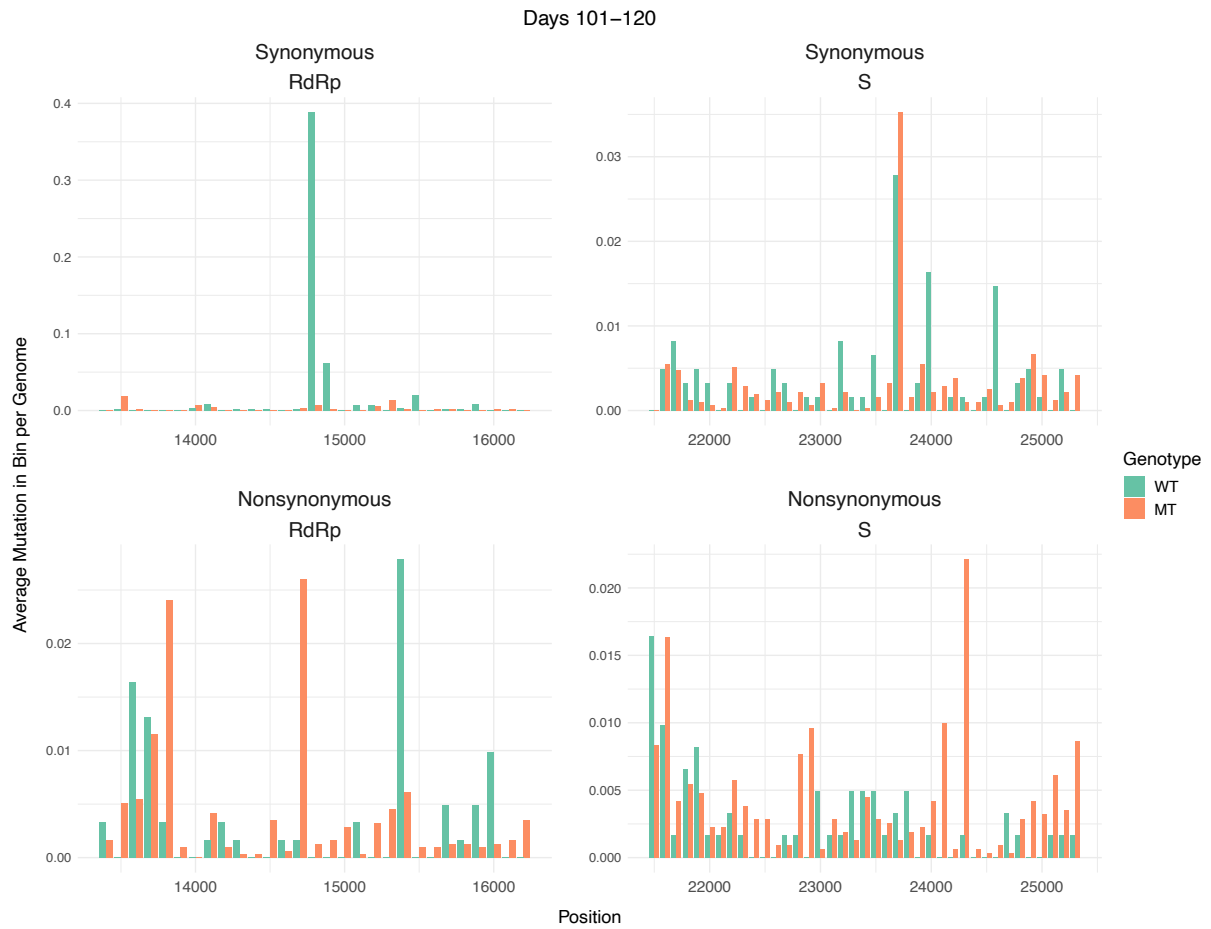 Days 101–120
Synonymous
RdRp
0.4
0.3
0.2
0.1
0.0
14000
15000
16000
Synonymous
S
0.03
0.02
0.01
0.00
22000
23000
24000
25000
Average Mutation in Bin per Genome
Nonsynonymous
RdRp
0.02
0.01
0.00
14000
15000
16000
Nonsynonymous
S
0.020
0.015
0.010
0.005
0.000
22000
23000
24000
25000
Position
Genotype
WT
MT